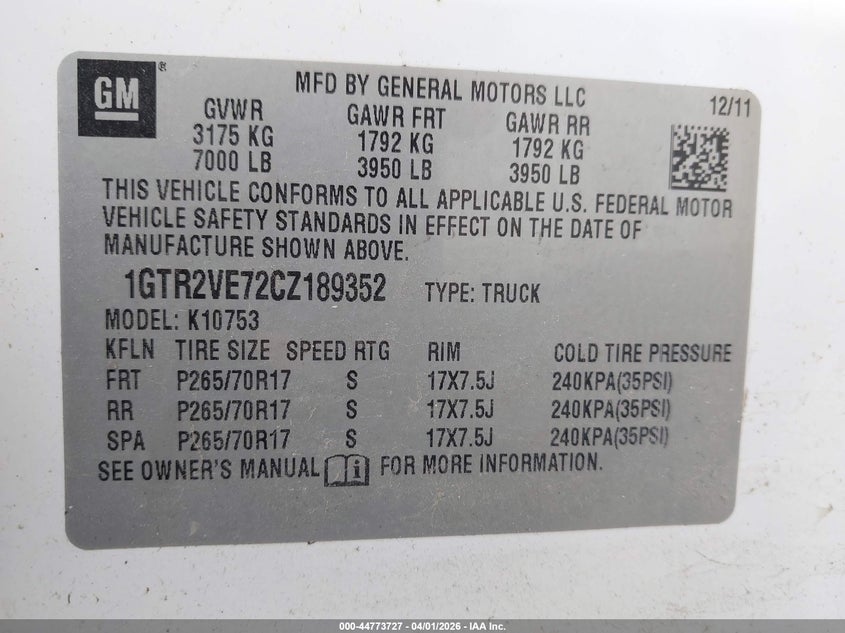 GM®
MFD BY GENERAL MOTORS LLC
12/11
GVWR GAWR FRT GAWR RR
3175 KG 1792 KG 1792 KG
7000 LB 3950 LB 3950 LB
THIS VEHICLE CONFORMS TO ALL APPLICABLE U.S. FEDERAL MOTOR
VEHICLE SAFETY STANDARDS IN EFFECT ON THE DATE OF
MANUFACTURE SHOWN ABOVE.
1GTR2VE72CZ189352 TYPE: TRUCK
MODEL: K10753
KFLN TIRE SIZE SPEED RTG RIM COLD TIRE PRESSURE
FRT P265/70R17 S 17X7.5J 240KPA(35PSI)
RR P265/70R17 S 17X7.5J 240KPA(35PSI)
SPA P265/70R17 S 17X7.5J 240KPA(35PSI)
SEE OWNER'S MANUAL FOR MORE INFORMATION.
000-44773727 - 04/01/2026 - IAA Inc.